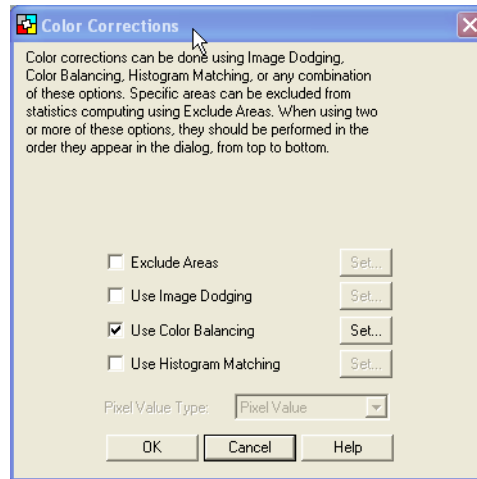 Color Corrections
Color corrections can be done using Image Dodging,
Color Balancing, Histogram Matching, or any combination
of these options. Specific areas can be excluded from
statistics computing using Exclude Areas. When using two
or more of these options, they should be performed in the
order they appear in the dialog, from top to bottom.
Exclude Areas Set...
Use Image Dodging Set...
Use Color Balancing Set...
Use Histogram Matching Set...
Pixel Value Type: Pixel Value
OK Cancel Help